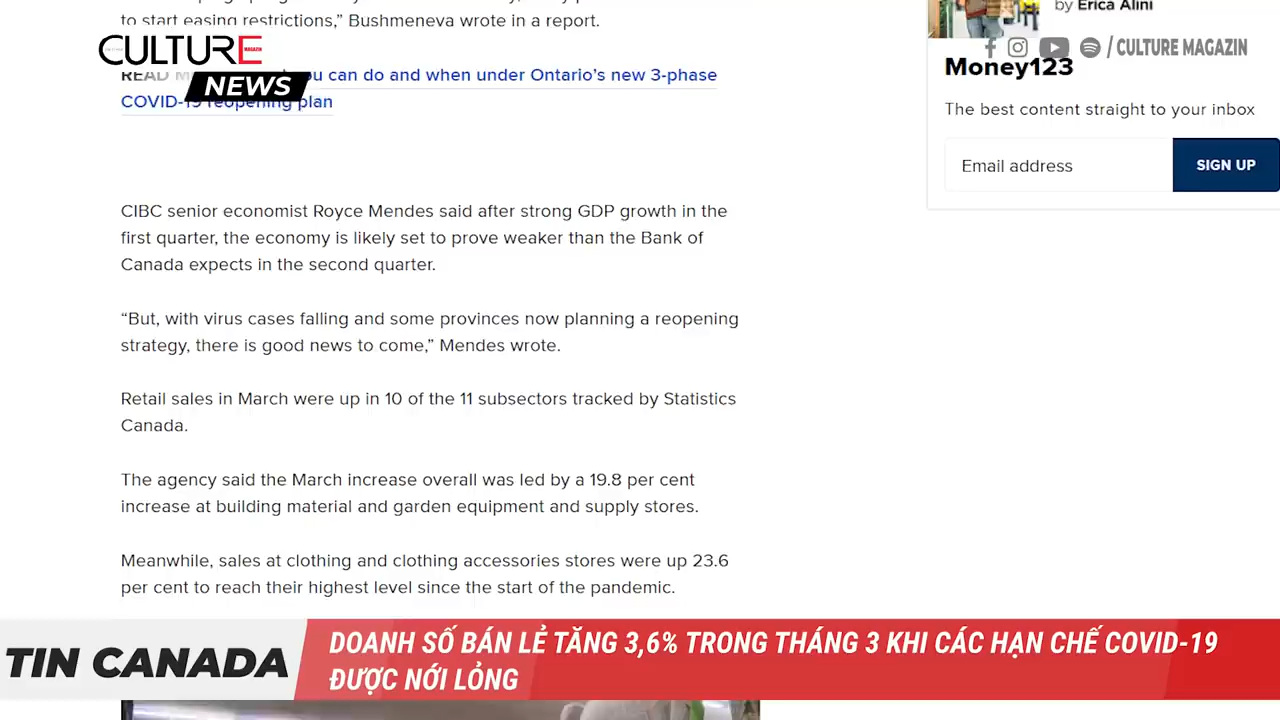 to start easing restrictions,” Bushmeneva wrote in a report.
by Erica Alini
CULTURE
MAGAZIN
NEWS
/ CULTURE MAGAZIN
READ you can do and when under Ontario’s new 3-phase
COVID-19 reopening plan
Money123
The best content straight to your inbox
Email address
SIGN UP
CIBC senior economist Royce Mendes said after strong GDP growth in the
first quarter, the economy is likely set to prove weaker than the Bank of
Canada expects in the second quarter.
“But, with virus cases falling and some provinces now planning a reopening
strategy, there is good news to come,” Mendes wrote.
Retail sales in March were up in 10 of the 11 subsectors tracked by Statistics
Canada.
The agency said the March increase overall was led by a 19.8 per cent
increase at building material and garden equipment and supply stores.
Meanwhile, sales at clothing and clothing accessories stores were up 23.6
per cent to reach their highest level since the start of the pandemic.
TIN CANADA
DOANH SỐ BÁN LẺ TĂNG 3,6% TRONG THÁNG 3 KHI CÁC HẠN CHẾ COVID-19
ĐƯỢC NỚI LỎNG